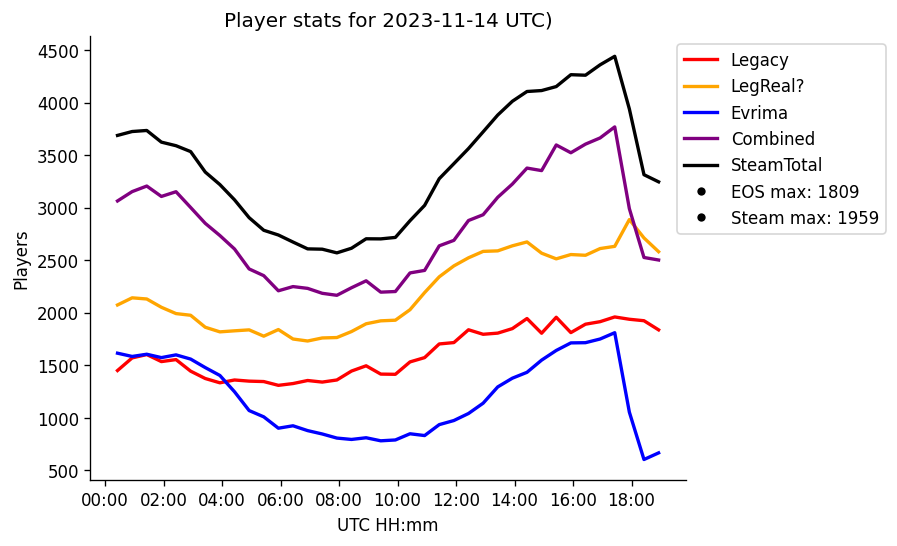 Player stats for 2023-11-14 UTC)
4500
4000
3500
3000
2500
2000
1500
1000
500
Players
00:00 02:00 04:00 06:00 08:00 10:00 12:00 14:00 16:00 18:00
UTC HH:mm
Legacy
LegReal?
Evrima
Combined
SteamTotal
EOS max: 1809
Steam max: 1959